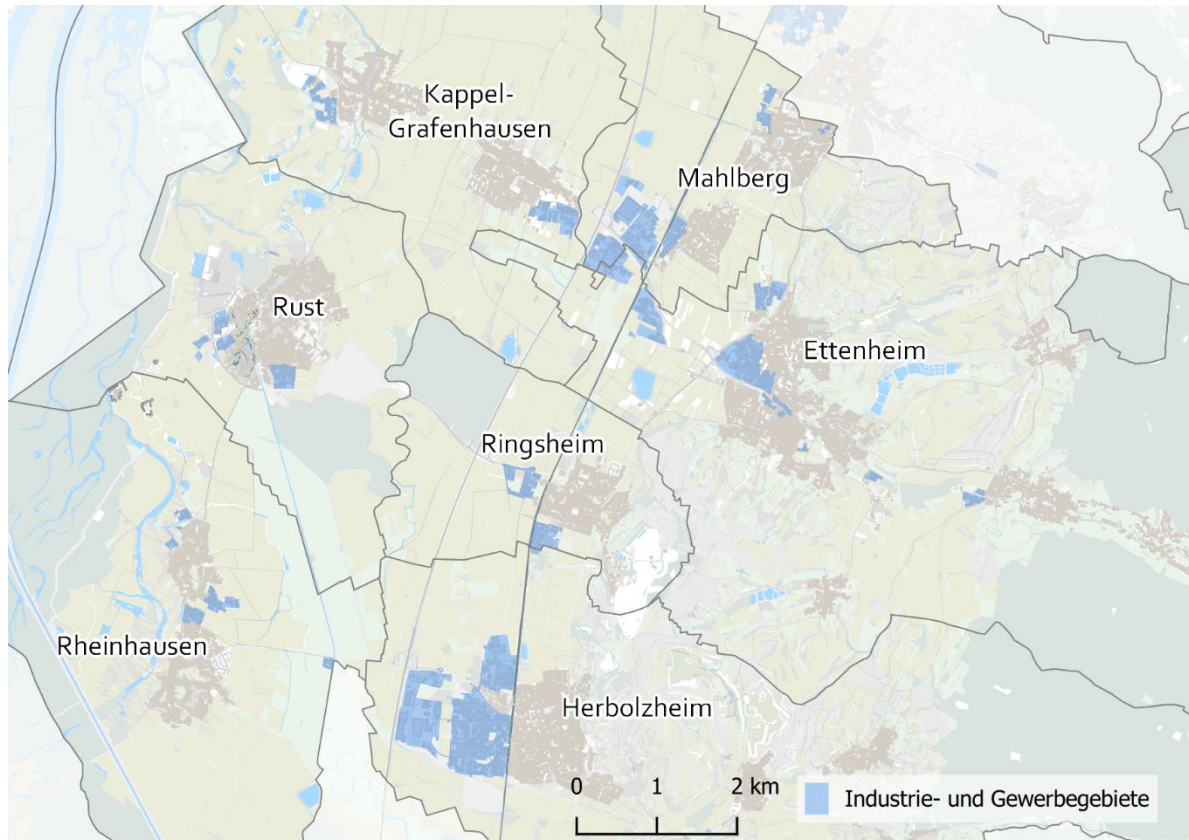 Kappel-
Grafenhausen
Mahlberg
Rust
Ettenheim
Ringsheim
Rheinhausen
Herbolzheim
0 1 2 km
Industrie- und Gewerbegebiete